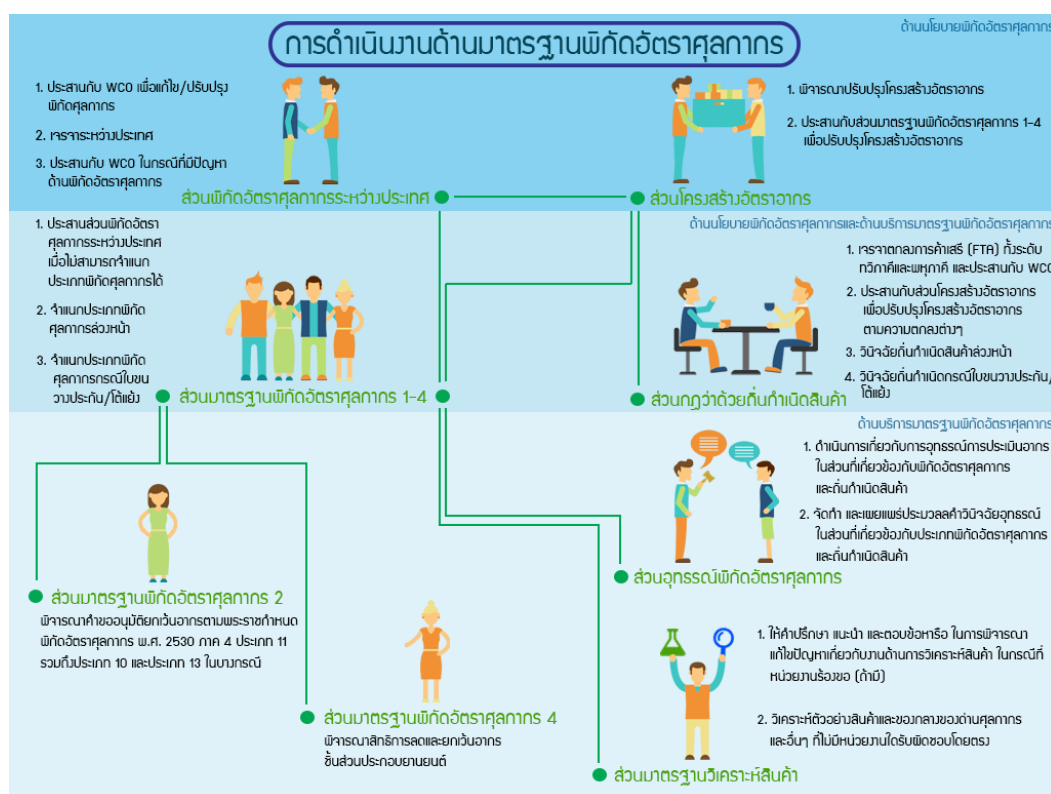 ด้านนโยบายพิกัดอัตราศุลกากร
การดำเนินงานด้านมาตรฐานพิกัดอัตราศุลกากร
1. ประสานกับ WCO เพื่อแก้ไข/ปรับปรุง
พิกัดศุลกากร
2. เจรจาระหว่างประเทศ
3. ประสานกับ WCO ในกรณีที่มีปัญหา
ด้านพิกัดอัตราศุลกากร
ส่วนพิกัดอัตราศุลกากรระหว่างประเทศ
1. พิจารณาปรับปรุงโครงสร้างอัตราอากร
2. ประสานกับส่วนมาตรฐานพิกัดอัตราศุลกากร 1-4
เพื่อปรับปรุงโครงสร้างอัตราอากร
ส่วนโครงสร้างอัตราอากร
ด้านนโยบายพิกัดอัตราศุลกากรและด้านบริการมาตรฐานพิกัดอัตราศุลกากร
1. ประสานส่วนพิกัดอัตรา
ศุลกากรระหว่างประเทศ
เมื่อไม่สามารถจำแนก
ประเภทพิกัดศุลกากรได้
2. จำแนกประเภทพิกัด
ศุลกากรล่วงหน้า
3. จำแนกประเภทพิกัด
ศุลกากรกรณีใบขน
วางประกัน/โต้แย้ง
ส่วนมาตรฐานพิกัดอัตราศุลกากร 1-4
1. เจรจาตกลงการค้าเสรี (FTA) ทั้งระดับ
ทวิภาคีและพหุภาคี และประสานกับ WCO
2. ประสานกับส่วนโครงสร้างอัตราอากร
เพื่อปรับปรุงโครงสร้างอัตราอากร
ตามความตกลงต่างๆ
3. วินิจฉัยถิ่นกำเนิดสินค้าล่วงหน้า
4. วินิจฉัยถิ่นกำเนิดกรณีใบขนวางประกัน/
โต้แย้ง
ส่วนกฎว่าด้วยถิ่นกำเนิดสินค้า
ด้านบริการมาตรฐานพิกัดอัตราศุลกากร
1. ดำเนินการเกี่ยวกับการอุทธรณ์การประเมินอากร
ในส่วนที่เกี่ยวข้องกับพิกัดอัตราศุลกากร
และถิ่นกำเนิดสินค้า
2. จัดทำ และเผยแพร่ประมวลคำวินิจฉัยอุทธรณ์
ในส่วนที่เกี่ยวข้องกับประเภทพิกัดอัตราศุลกากร
และถิ่นกำเนิดสินค้า
ส่วนอุทธรณ์พิกัดอัตราศุลกากร
ส่วนมาตรฐานพิกัดอัตราศุลกากร 2
พิจารณาคำขออนุมัติยกเว้นอากรตามพระราชกำหนด
พิกัดอัตราศุลกากร พ.ศ. 2530 ภาค 4 ประเภท 11
รวมถึงประเภท 10 และประเภท 13 ในบางกรณี
ส่วนมาตรฐานพิกัดอัตราศุลกากร 4
พิจารณาสิทธิการลดและยกเว้นอากร
ชิ้นส่วนประกอบยานยนต์
1. ให้คำปรึกษา แนะนำ และตอบข้อหารือ ในการพิจารณา
แก้ไขปัญหาเกี่ยวกับงานด้านการวิเคราะห์สินค้า ในกรณีที่
หน่วยงานร้องขอ (ถ้ามี)
2. วิเคราะห์ตัวอย่างสินค้าและของกลางของด่านศุลกากร
และอื่นๆ ที่ไม่มีหน่วยงานใดรับผิดชอบโดยตรง
ส่วนมาตรฐานวิเคราะห์สินค้า